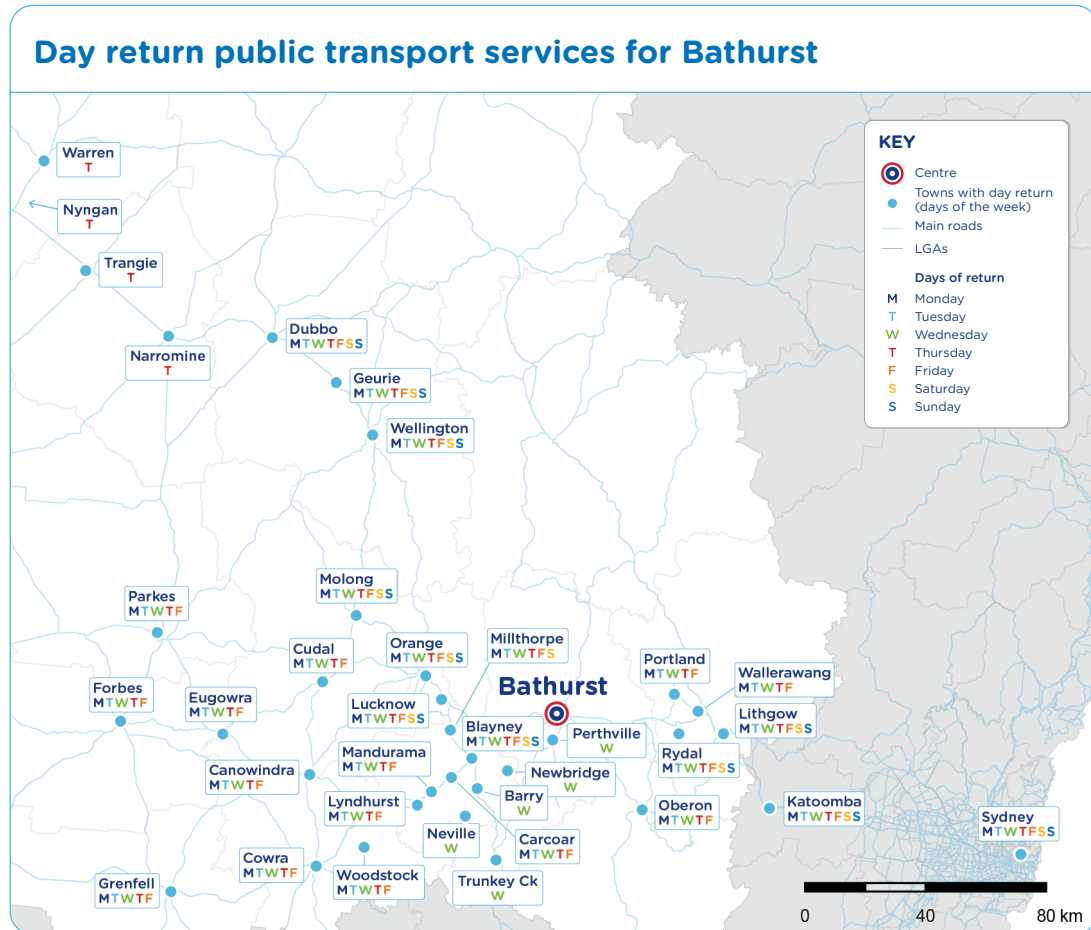 Day return public transport services for Bathurst
KEY
Centre
Towns with day return
(days of the week)
Main roads
LGAs
Days of return
M Monday
T Tuesday
W Wednesday
T Thursday
F Friday
S Saturday
S Sunday
Warren
T
Nyngan
T
Trangie
T
Narromine
T
Dubbo
MTWTFSS
Geurie
MTWTFSS
Wellington
MTWTFSS
Molong
MTWTFSS
Parkes
MTWTF
Cudal
MTWTF
Orange
MTWTFSS
Millthorpe
MTWTFS
Portland
MTWTF
Wallerawang
MTWTF
Bathurst
Forbes
MTWTF
Eugowra
MTWTF
Lucknow
MTWTFSS
Blayney
MTWTFSS
Perthville
W
Lithgow
MTWTFSS
Rydal
MTWTFSS
Mandurama
MTWTF
Canowindra
MTWTF
Newbridge
W
Lyndhurst
MTWTF
Barry
W
Oberon
MTWTF
Katoomba
MTWTFSS
Sydney
MTWTFSS
Neville
W
Carcoar
MTWTF
Cowra
MTWTF
Woodstock
MTWTF
Trunkey Ck
W
Grenfell
MTWTF
0 40 80 km